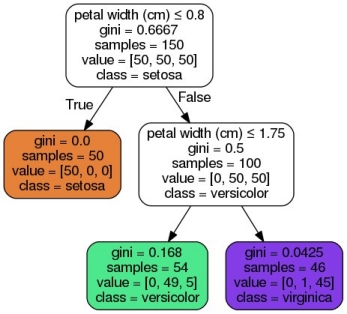 petal width (cm) ≤ 0.8
gini = 0.6667
samples = 150
value = [50, 50, 50]
class = setosa
True
False
gini = 0.0
samples = 50
value = [50, 0, 0]
class = setosa
petal width (cm) ≤ 1.75
gini = 0.5
samples = 100
value = [0, 50, 50]
class = versicolor
gini = 0.168
samples = 54
value = [0, 49, 5]
class = versicolor
gini = 0.0425
samples = 46
value = [0, 1, 45]
class = virginica